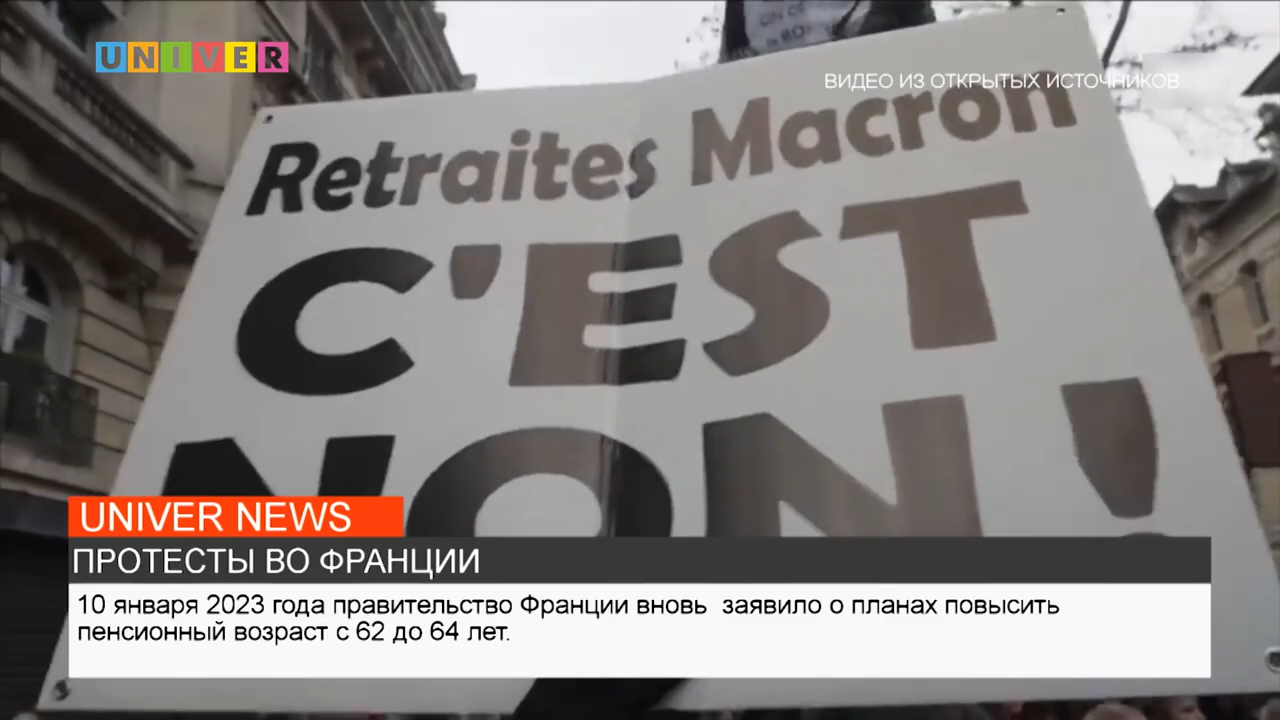 UNIVER
ВИДЕО ИЗ ОТКРЫТЫХ ИСТОЧНИКОВ
Retraites Macron
C'EST
NON !
UNIVER NEWS
ПРОТЕСТЫ ВО ФРАНЦИИ
10 января 2023 года правительство Франции вновь заявило о планах повысить
пенсионный возраст с 62 до 64 лет.